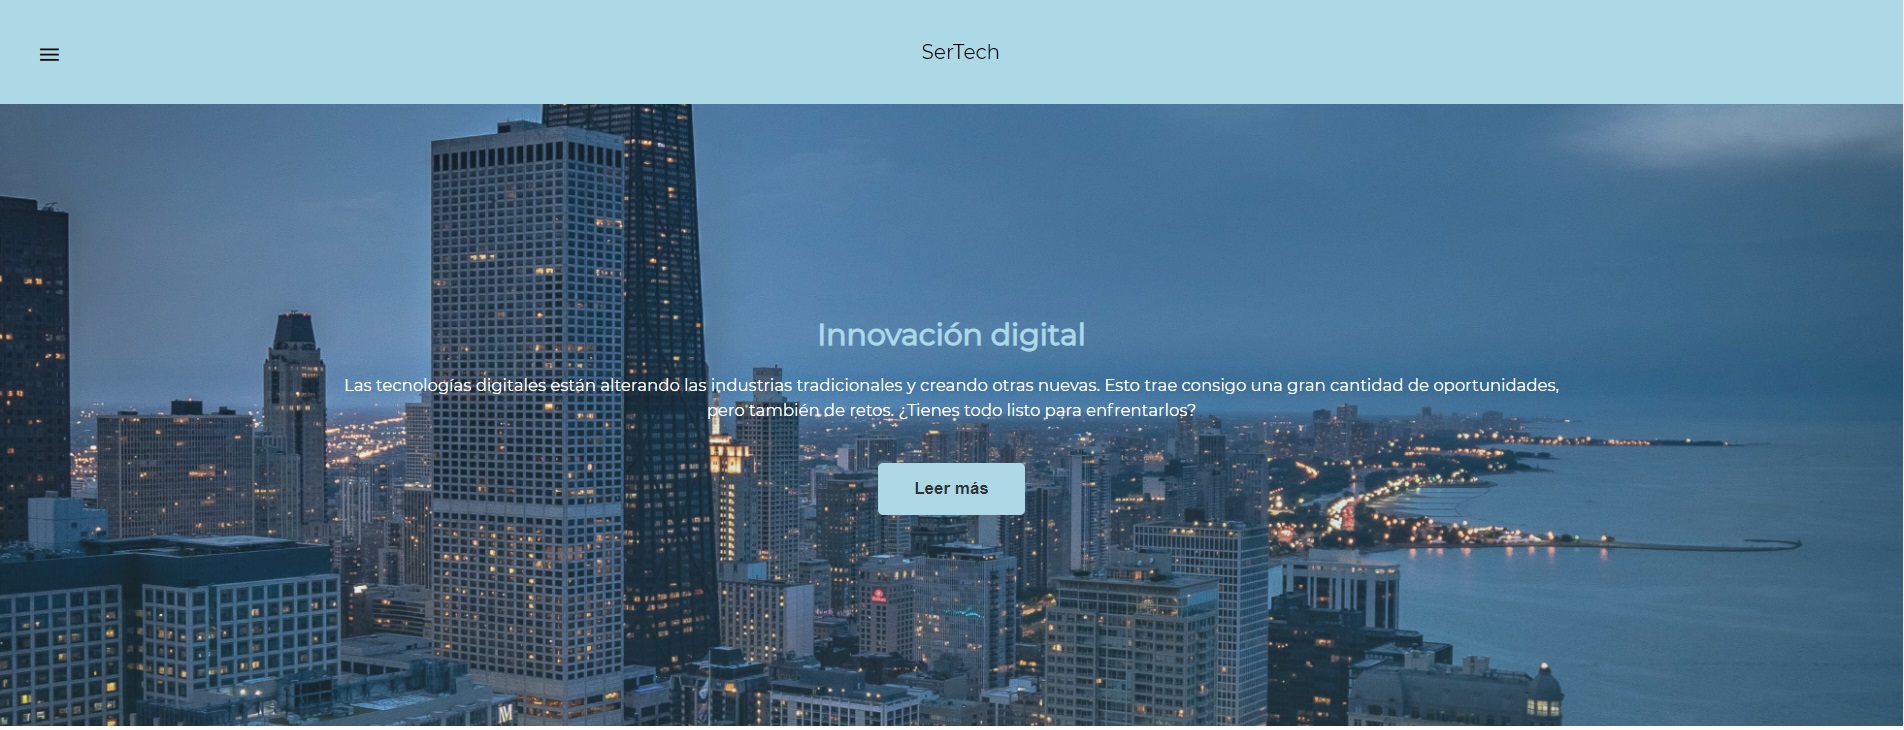 SerTech
Innovación digital
Las tecnologías digitales están alterando las industrias tradicionales y creando otras nuevas. Esto trae consigo una gran cantidad de oportunidades,
pero también de retos. ¿Tienes todo listo para enfrentarlos?
Leer más
M